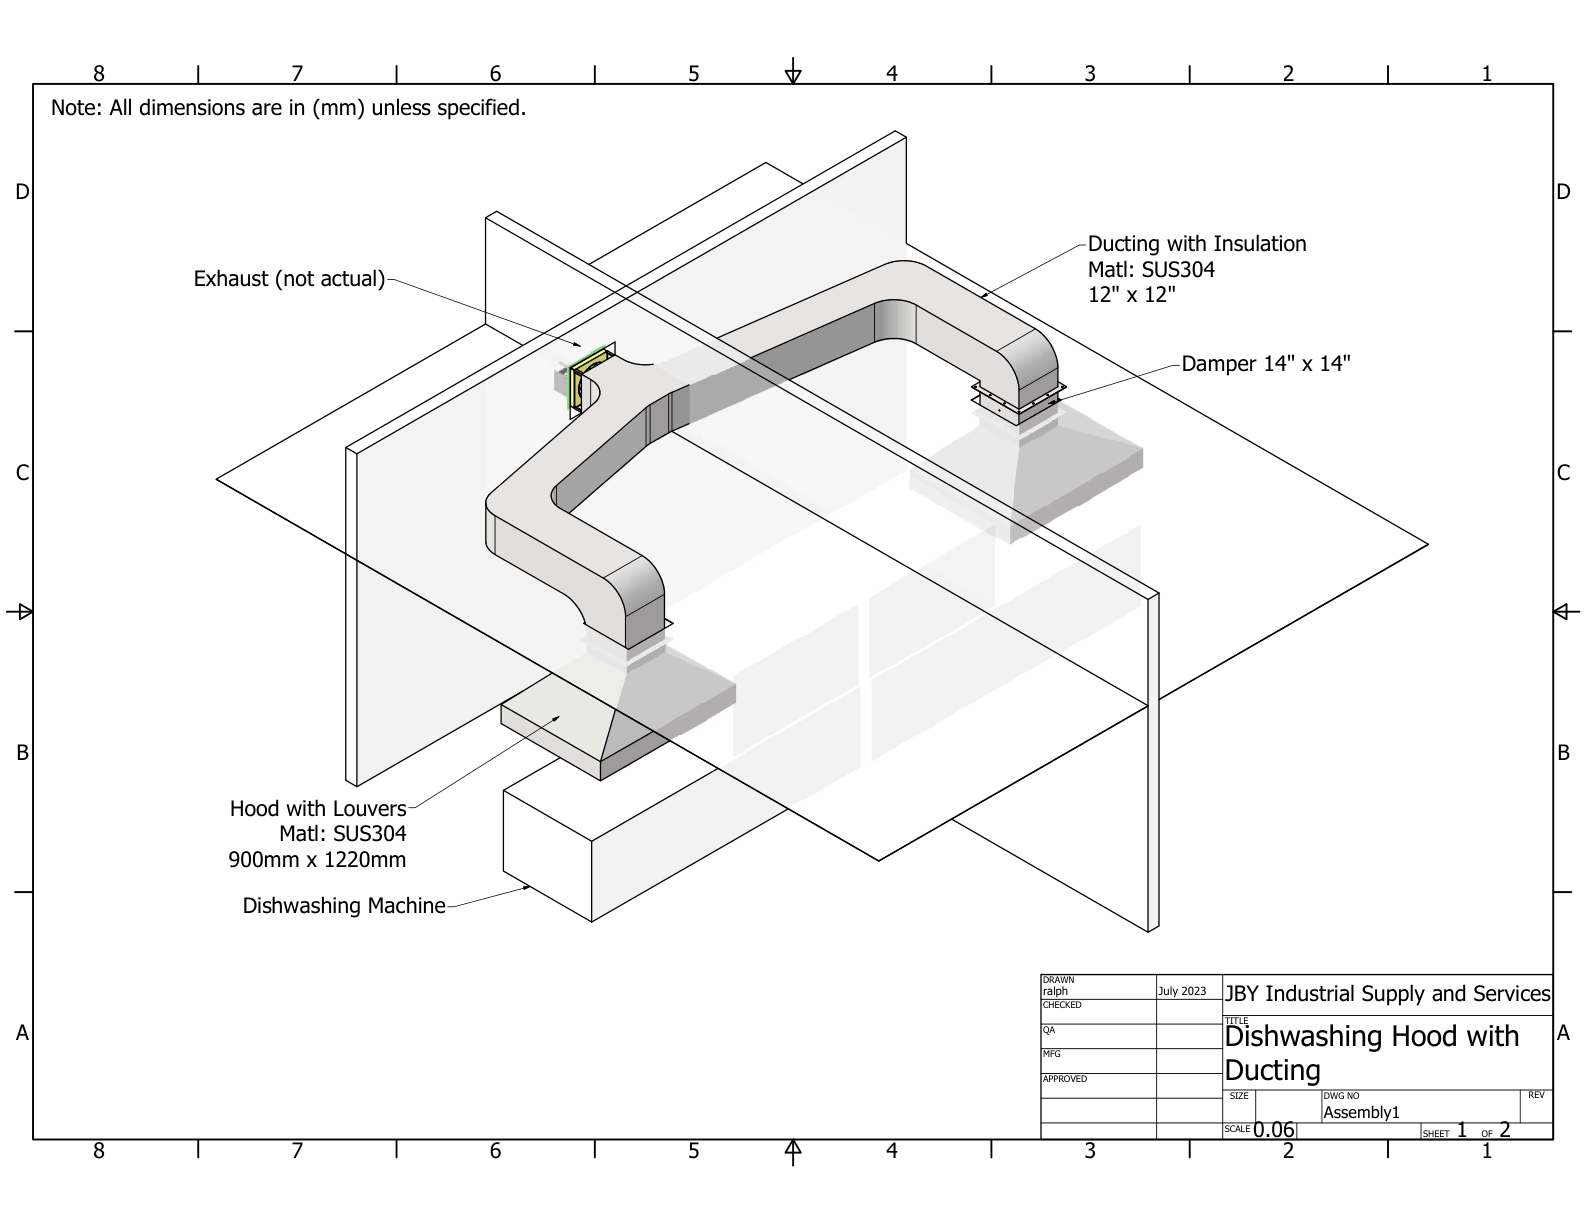 8 7 6 5 4 3 2 1
Note: All dimensions are in (mm) unless specified.
D D
Ducting with Insulation
Matl: SUS304
12" x 12"
Exhaust (not actual)
Damper 14" x 14"
C C
B B
Hood with Louvers
Matl: SUS304
900mm x 1220mm
Dishwashing Machine
A A
DRAWN
ralph
July 2023
CHECKED
QA
MFG
APPROVED
JBY Industrial Supply and Services
TITLE
Dishwashing Hood with
Ducting
SIZE
DWG NO
Assembly1
REV
SCALE 0.06
SHEET 1 OF 2
8 7 6 5 4 3 2 1